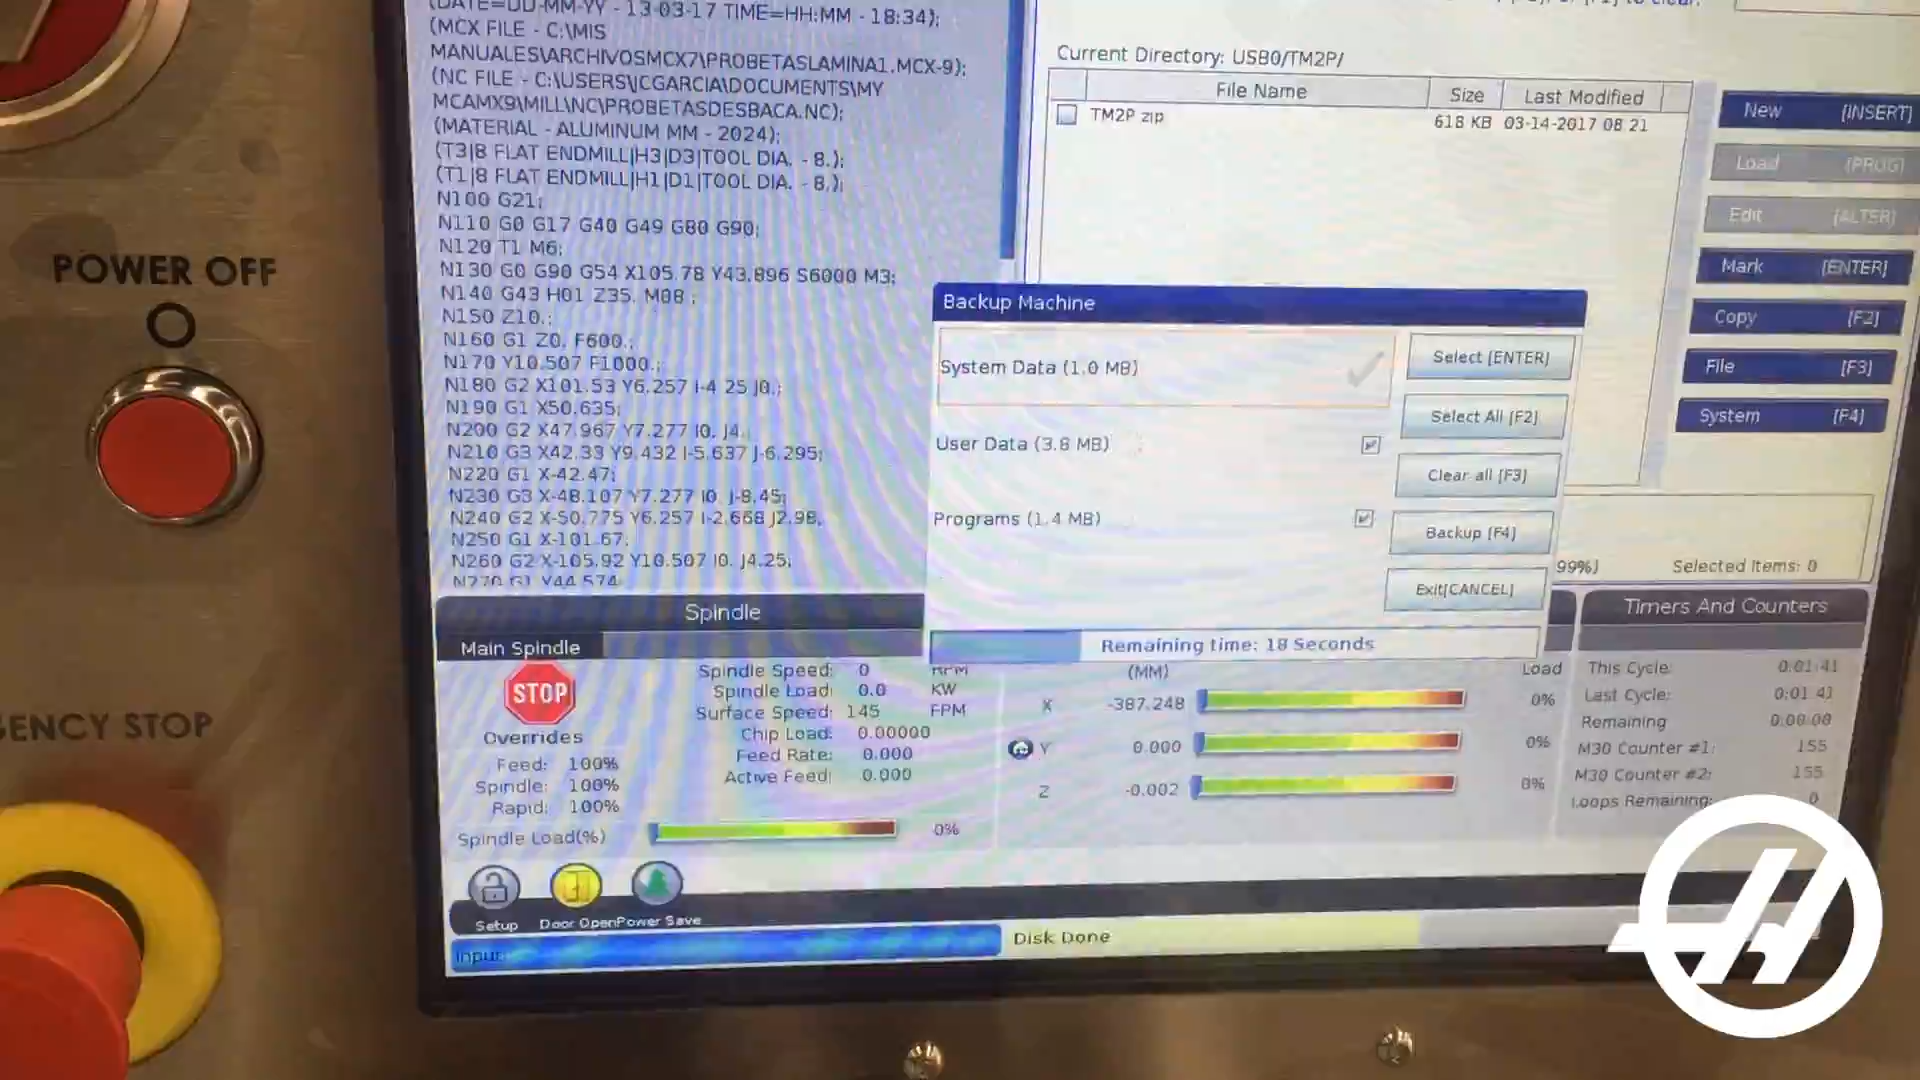 (DATE=DD-MM-YY - 13-03-17 TIME=HH:MM - 18:34);
(MCX FILE - C:\MIS
MANUALES\ARCHIVOSMCX7\PROBETASLAMINA1.MCX-9);
(NC FILE - C:\USERS\JCGARCIA\DOCUMENTS\MY
MCAMX9\MILL\NC\PROBETASDESBACA.NC);
(MATERIAL - ALUMINUM MM - 2024);
(T3|8 FLAT ENDMILL|H3|D3|TOOL DIA. - 8.);
(T1|8 FLAT ENDMILL|H1|D1|TOOL DIA. - 8.);
N100 G21;
N110 G0 G17 G40 G49 G80 G90;
N120 T1 M6;
N130 G0 G90 G54 X105.78 Y43.896 S6000 M3;
N140 G43 H01 Z35. M08 ;
N150 Z10.;
N160 G1 Z0. F600.;
N170 Y10.507 F1000.;
N180 G2 X101.53 Y6.257 I-4.25 J0.;
N190 G1 X50.635;
N200 G2 X47.967 Y7.277 I0. J4.
N210 G3 X42.33 Y9.432 I-5.637 J-6.295;
N220 G1 X-42.47;
N230 G3 X-48.107 Y7.277 I0. J-8.45;
N240 G2 X-50.775 Y6.257 I-2.668 J2.98,
N250 G1 X-101.67;
N260 G2 X-105.92 Y10.507 I0. J4.25;
N270 G1 Y44.574
Current Directory: USB0/TM2P/
File Name Size Last Modified
TM2P zip 618 KB 03-14-2017 08 21
New [INSERT]
Load [PROG]
Edit [ALTER]
Mark [ENTER]
Copy [F2]
File [F3]
System [F4]
Backup Machine
System Data (1.0 MB)
User Data (3.8 MB)
Programs (1.4 MB)
Select [ENTER]
Select All [F2]
Clear all [F3]
Backup [F4]
Exit[CANCEL]
Remaining time: 18 Seconds
99%) Selected Items: 0
POWER OFF
GENCY STOP
Spindle
Main Spindle
STOP
Overrides
Feed: 100%
Spindle: 100%
Rapid: 100%
Spindle Load(%) 0%
Spindle Speed: 0 RPM
Spindle Load: 0.0 KW
Surface Speed: 145 FPM
Chip Load: 0.00000
Feed Rate: 0.000
Active Feed: 0.000
(MM) Load
X -387.248 0%
Y 0.000 0%
Z -0.002 0%
Timers And Counters
This Cycle: 0:01:41
Last Cycle: 0:01:43
Remaining 0:00:00
M30 Counter #1: 155
M30 Counter #2: 155
Loops Remaining: 0
Setup Door Open Power Save
Input: Disk Done